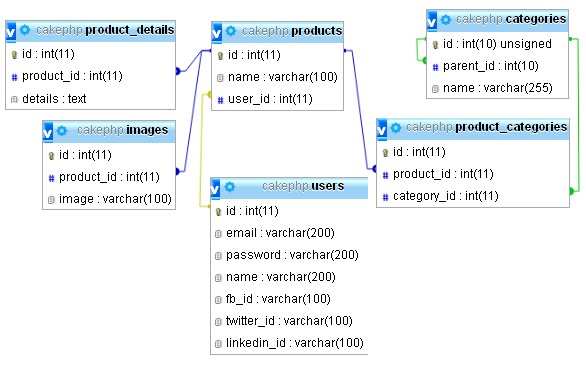 cakephp product_details
id : int(11)
product_id : int(11)
details : text
cakephp products
id : int(11)
name : varchar(100)
user_id : int(11)
cakephp categories
id : int(10) unsigned
parent_id : int(10)
name : varchar(255)
cakephp images
id : int(11)
product_id : int(11)
image : varchar(100)
cakephp product_categories
id : int(11)
product_id : int(11)
category_id : int(11)
cakephp users
id : int(11)
email : varchar(200)
password : varchar(200)
name : varchar(200)
fb_id : varchar(100)
twitter_id : varchar(100)
linkedin_id : varchar(100)